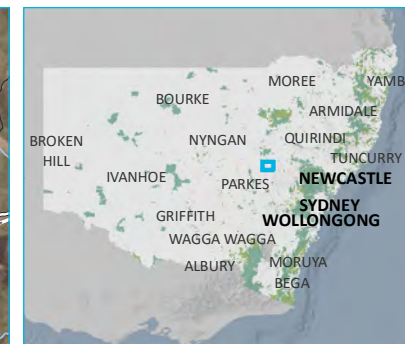 MOREE
YAMB
BOURKE
ARMIDALE
BROKEN
HILL
NYNGAN
QUIRINDI
TUNCURRY
IVANHOE
PARKES
NEWCASTLE
GRIFFITH
SYDNEY
WOLLONGONG
WAGGA WAGGA
ALBURY
MORUYA
BEGA